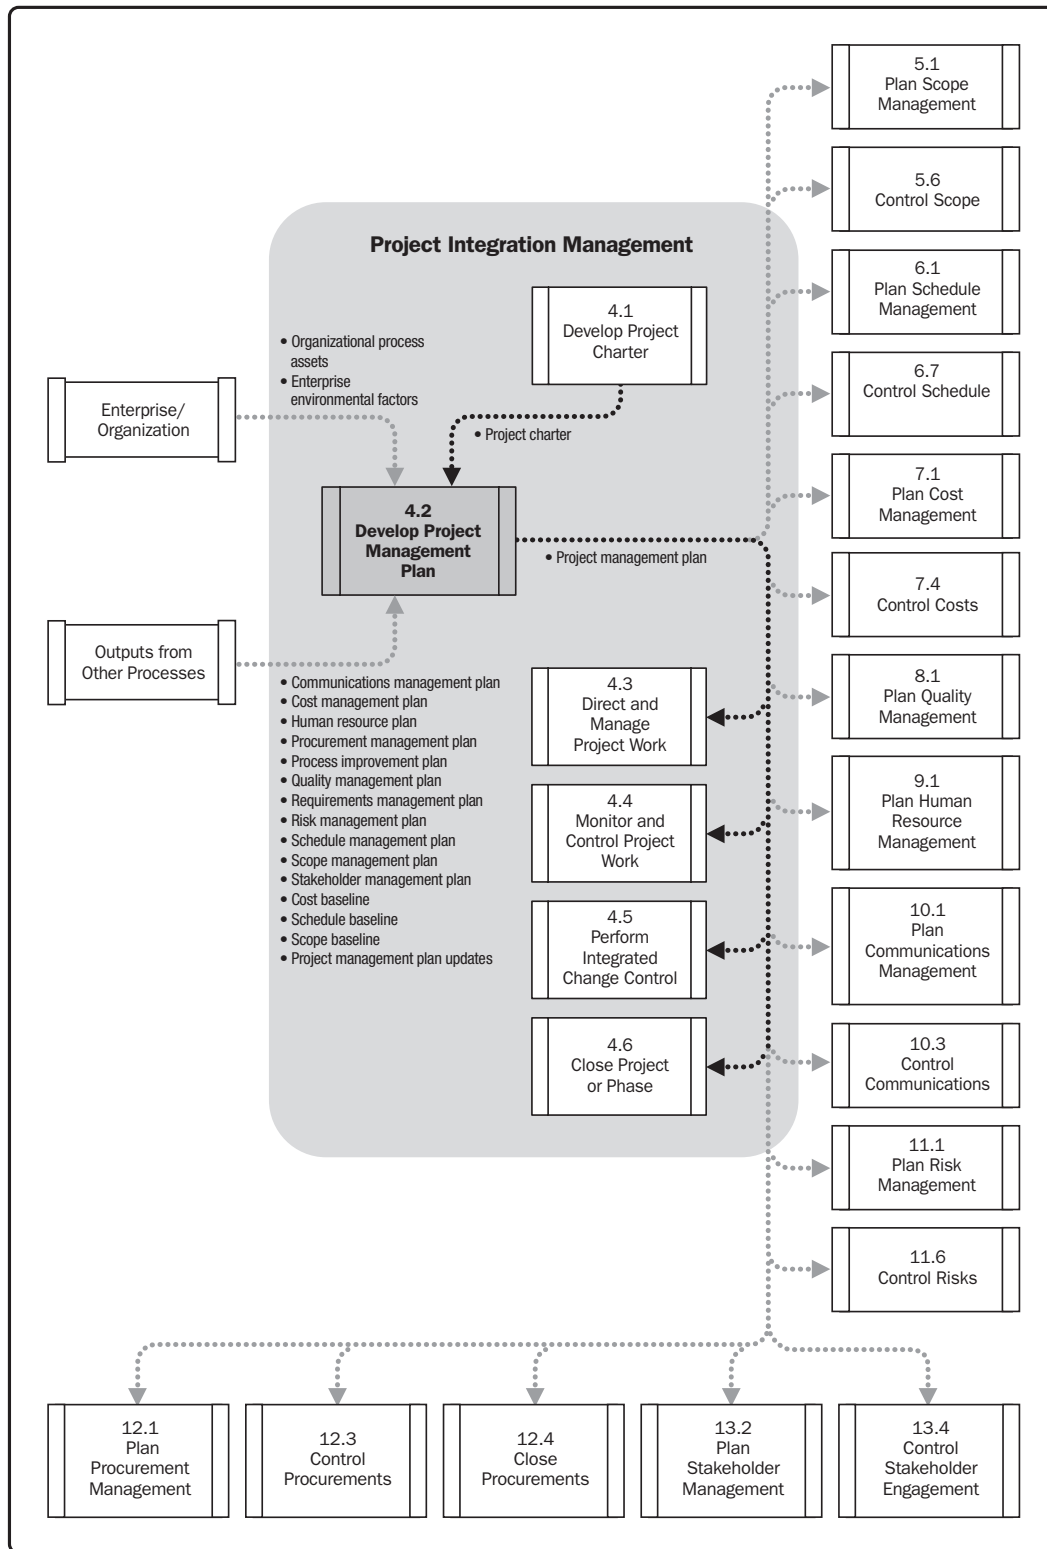 Project Integration Management
• Organizational process
assets
• Enterprise
environmental factors
Enterprise/
Organization
4.1
Develop Project
Charter
• Project charter
4.2
Develop Project
Management
Plan
• Project management plan
Outputs from
Other Processes
• Communications management plan
• Cost management plan
• Human resource plan
• Procurement management plan
• Process improvement plan
• Quality management plan
• Requirements management plan
• Risk management plan
• Schedule management plan
• Scope management plan
• Stakeholder management plan
• Cost baseline
• Schedule baseline
• Scope baseline
• Project management plan updates
4.3
Direct and
Manage
Project Work
4.4
Monitor and
Control Project
Work
4.5
Perform
Integrated
Change Control
4.6
Close Project
or Phase
5.1
Plan Scope
Management
5.6
Control Scope
6.1
Plan Schedule
Management
6.7
Control Schedule
7.1
Plan Cost
Management
7.4
Control Costs
8.1
Plan Quality
Management
9.1
Plan Human
Resource
Management
10.1
Plan
Communications
Management
10.3
Control
Communications
11.1
Plan Risk
Management
11.6
Control Risks
12.1
Plan
Procurement
Management
12.3
Control
Procurements
12.4
Close
Procurements
13.2
Plan
Stakeholder
Management
13.4
Control
Stakeholder
Engagement